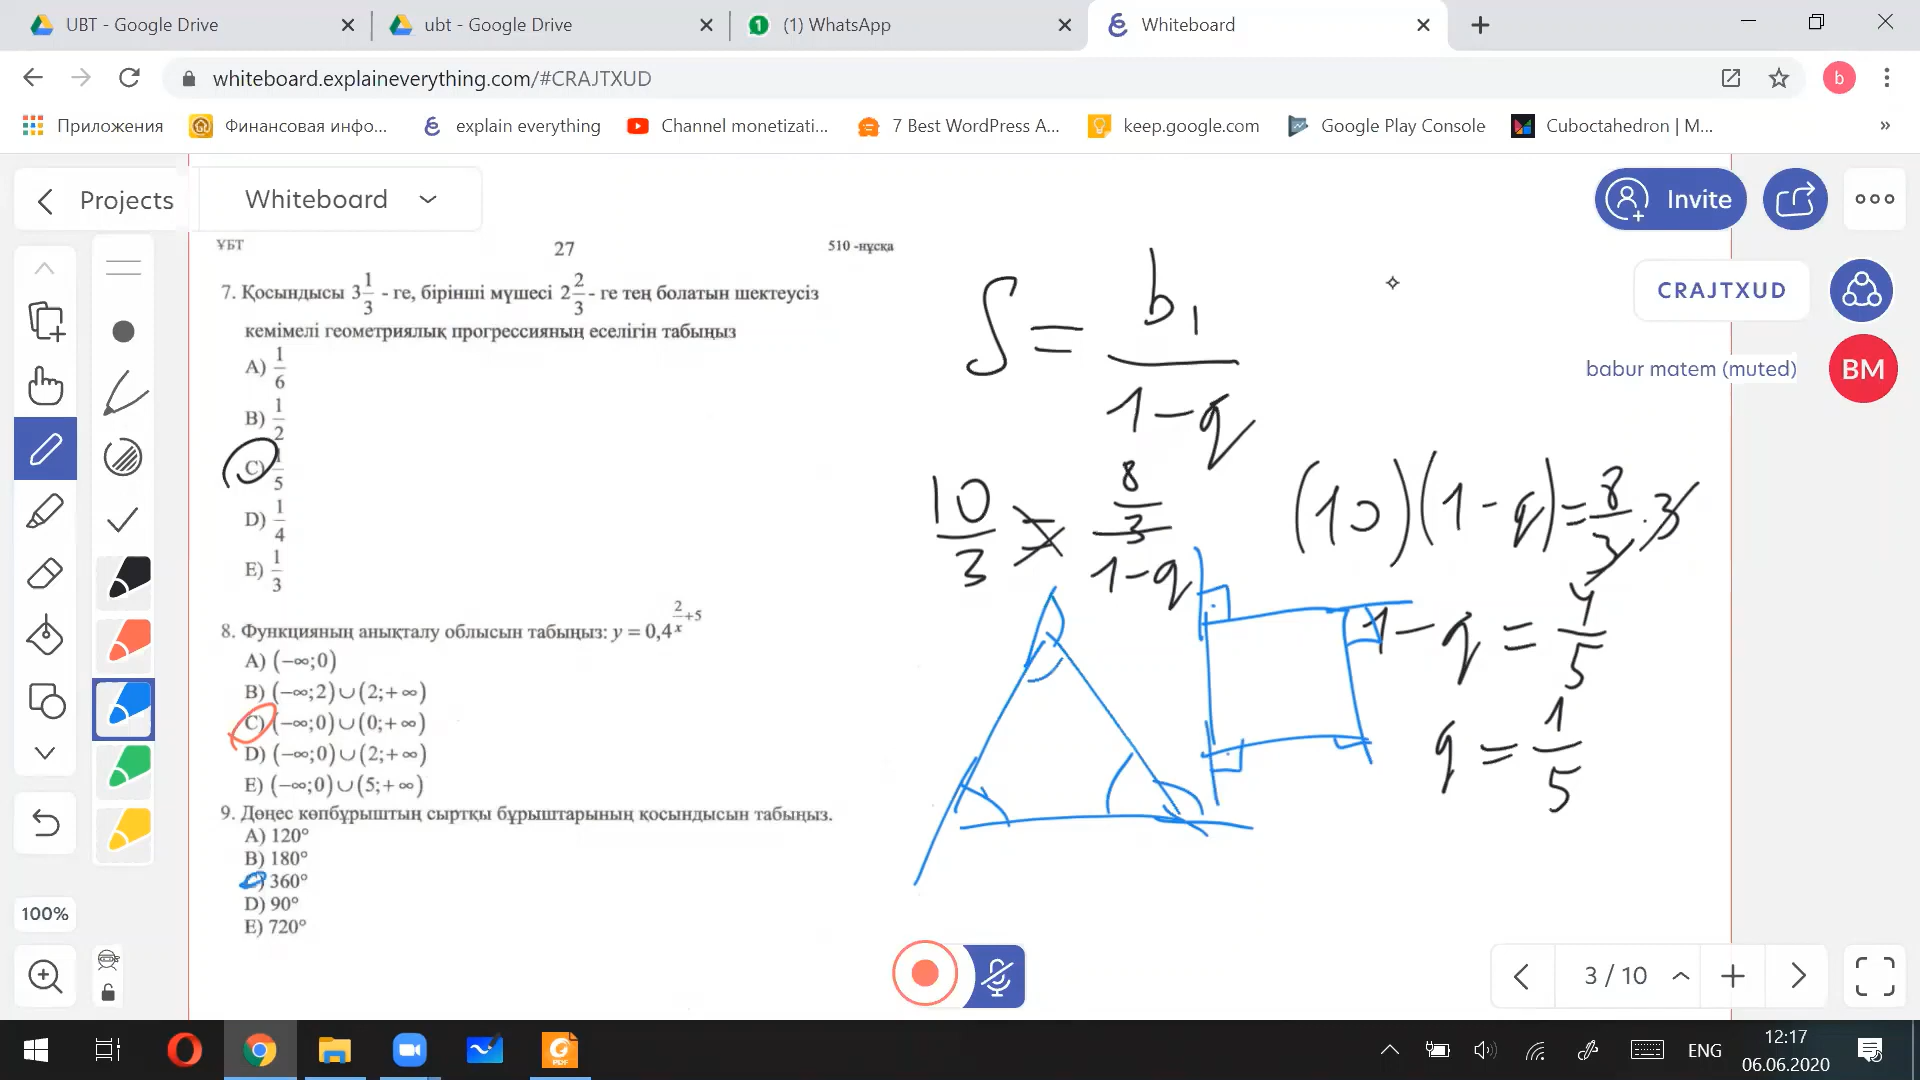 UBT - Google Drive
ubt - Google Drive
(1) WhatsApp
Whiteboard
whiteboard.explaineverything.com/#CRAJTXUD
b
Приложения
Финансовая инфо...
explain everything
Channel monetizati...
7 Best WordPress A...
keep.google.com
Google Play Console
Cuboctahedron | M...
Projects
Whiteboard
Invite
CRAJTXUD
babur matem (muted)
BM
ҰБТ 27 510 -нұсқа
7. Қосындысы 3 1/3 - ге, бірінші мүшесі 2 2/3 - ге тең болатын шектеусіз
кемімелі геометриялық прогрессияның еселігін табыңыз
A) 1/6
B) 1/2
C) 1/5
D) 1/4
E) 1/3
8. Функцияның анықталу облысын табыңыз: y = 0,4^(2/x+5)
A) (−∞;0)
B) (−∞;2)∪(2;+∞)
C) (−∞;0)∪(0;+∞)
D) (−∞;0)∪(2;+∞)
E) (−∞;0)∪(5;+∞)
9. Дөңес көпбұрыштың сыртқы бұрыштарының қосындысын табыңыз.
A) 120°
B) 180°
C) 360°
D) 90°
E) 720°
S = b₁/(1-q)
10/3 = (8/3)/(1-q)
(10)(1-q) = 8/3 · 3
1-q = 4/5
q = 1/5
100%
3 / 10
PDF
ENG
12:17
06.06.2020